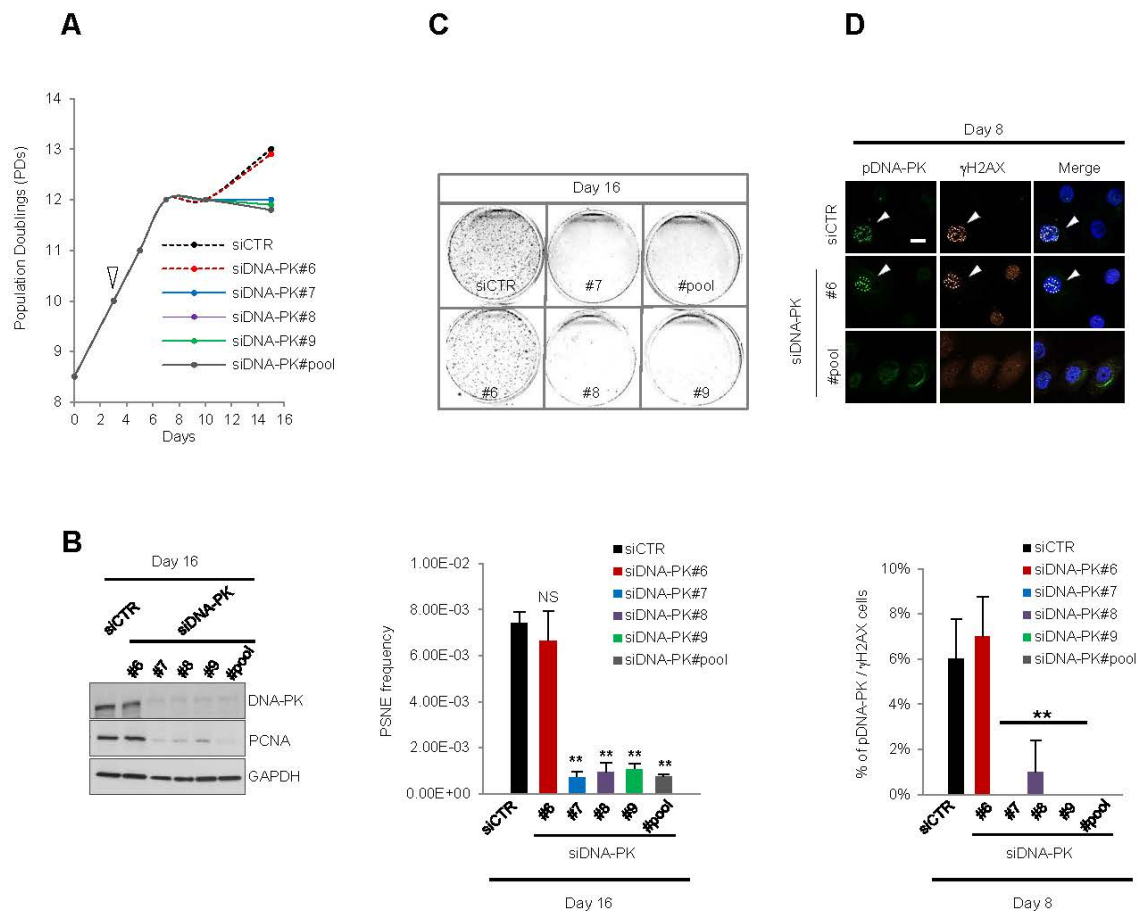 A
Population Doublings (PDs)
14
13
12
11
10
9
8
0 2 4 6 8 10 12 14 16
Days
siCTR
siDNA-PK#6
siDNA-PK#7
siDNA-PK#8
siDNA-PK#9
siDNA-PK#pool
C
Day 16
siCTR
#7
#pool
#6
#8
#9
D
Day 8
pDNA-PK γH2AX Merge
siCTR
siDNA-PK
#6
#pool
B
Day 16
siCTR siDNA-PK
#6 #7 #8 #9 #pool
DNA-PK
PCNA
GAPDH
PSNE frequency
1.00E-02
8.00E-03
6.00E-03
4.00E-03
2.00E-03
0.00E+00
NS
** ** ** **
siCTR
siDNA-PK#6
siDNA-PK#7
siDNA-PK#8
siDNA-PK#9
siDNA-PK#pool
siCTR #6 #7 #8 #9 #pool
siDNA-PK
Day 16
% of pDNA-PK / γH2AX cells
10%
8%
6%
4%
2%
0%
**
siCTR
siDNA-PK#6
siDNA-PK#7
siDNA-PK#8
siDNA-PK#9
siDNA-PK#pool
siCTR #6 #7 #8 #9 #pool
siDNA-PK
Day 8